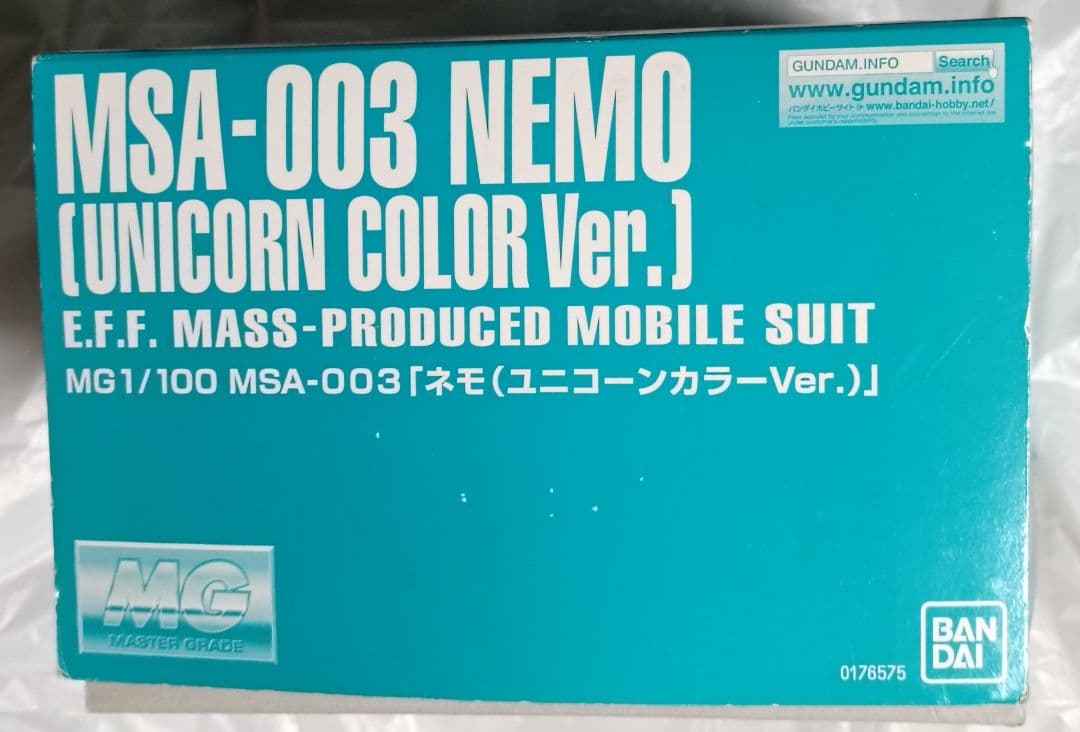 MSA-003 NEMO
[UNICORN COLOR Ver.]
E.F.F. MASS-PRODUCED MOBILE SUIT
MG1/100 MSA-003「ネモ(ユニコーンカラーVer.)」
GUNDAM.INFO Search
www.gundam.info
バンダイホビーサイト www.bandai-hobby.net/
MG
MASTER GRADE
0176575
BAN
DAI